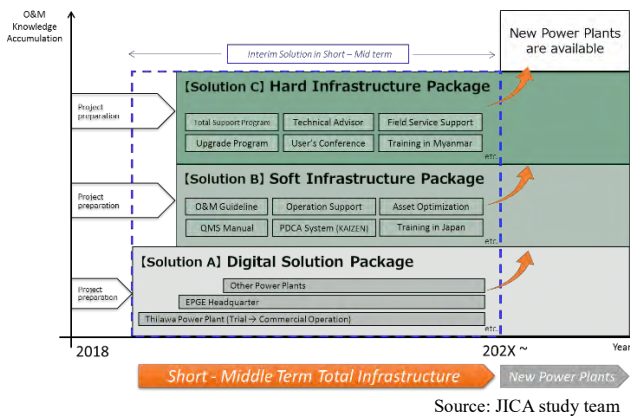 O&M
Knowledge
Accumulation
Interim Solution in Short – Mid term
New Power Plants
are available
Project
preparation
【Solution C】Hard Infrastructure Package
Total Support Program
Technical Advisor
Field Service Support
Upgrade Program
User's Conference
Training in Myanmar
etc.
Project
preparation
【Solution B】Soft Infrastructure Package
O&M Guideline
Operation Support
Asset Optimization
QMS Manual
PDCA System (KAIZEN)
Training in Japan
etc.
Project
preparation
【Solution A】Digital Solution Package
Other Power Plants
EPGE Headquarter
Thilawa Power Plant (Trial → Commercial Operation)
etc.
2018
202X ~
Year
Short - Middle Term Total Infrastructure
New Power Plants
Source: JICA study team